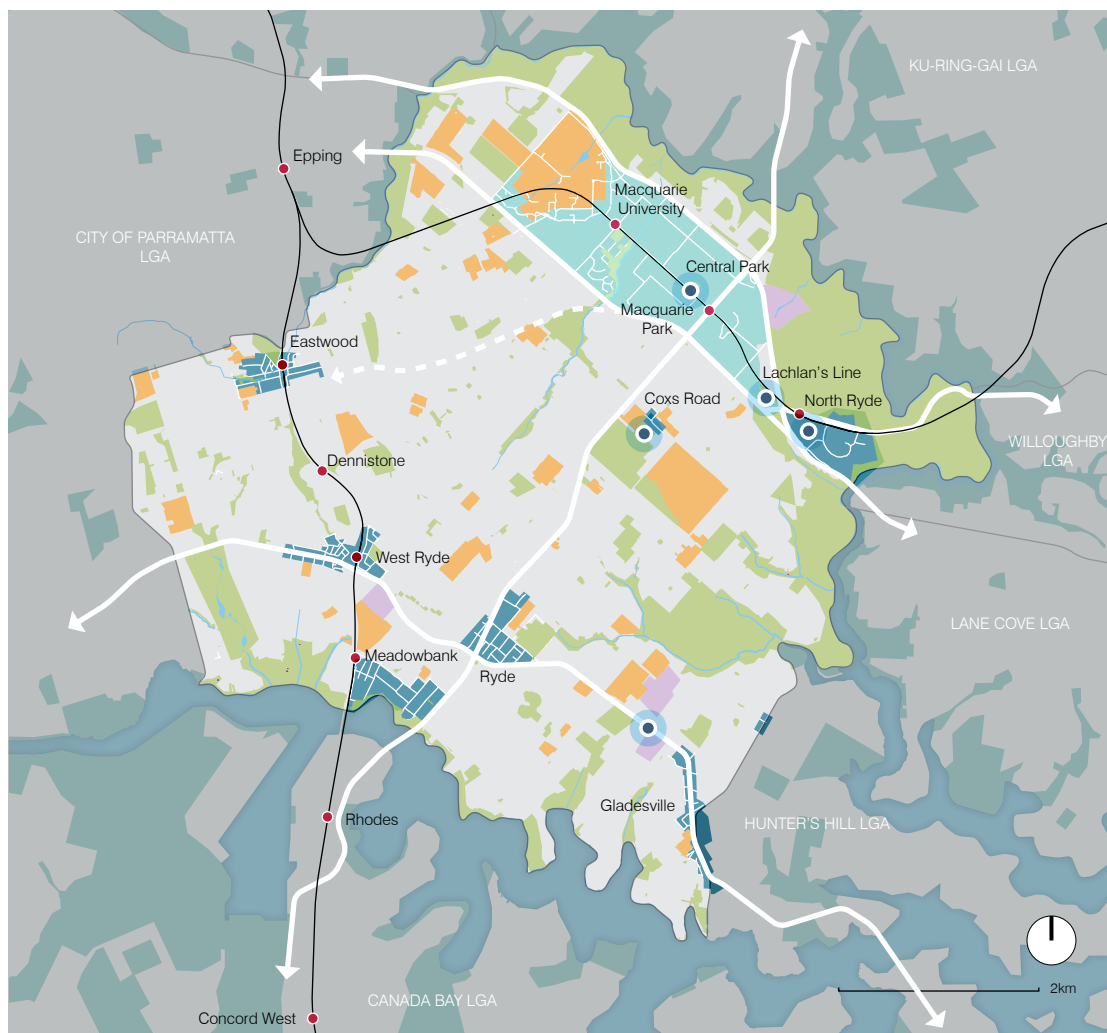 KU-RING-GAI LGA
Epping
Macquarie
University
CITY OF PARRAMATTA
LGA
Central Park
Macquarie
Park
Eastwood
Lachlan's Line
Coxs Road
North Ryde
WILLOUGHBY
LGA
Dennistone
West Ryde
LANE COVE LGA
Meadowbank
Ryde
Gladesville
Rhodes
HUNTER'S HILL LGA
2km
CANADA BAY LGA
Concord West